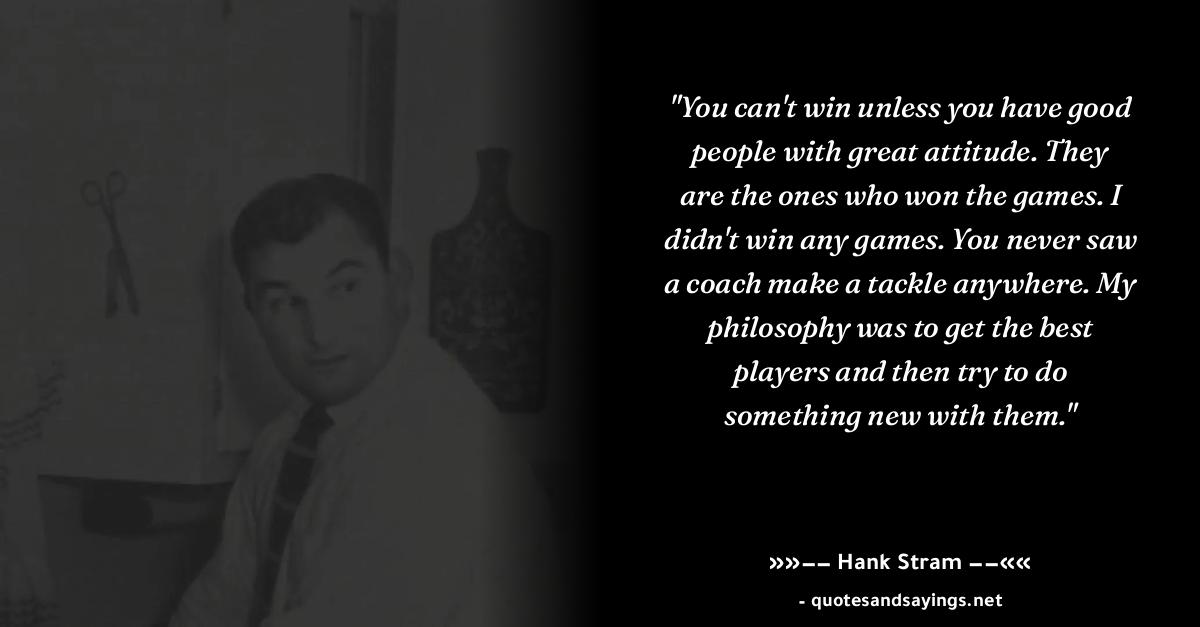 "You can't win unless you have good
people with great attitude. They
are the ones who won the games. I
didn't win any games. You never saw
a coach make a tackle anywhere. My
philosophy was to get the best
players and then try to do
something new with them."
»»−− Hank Stram −−««
- quotesandsayings.net